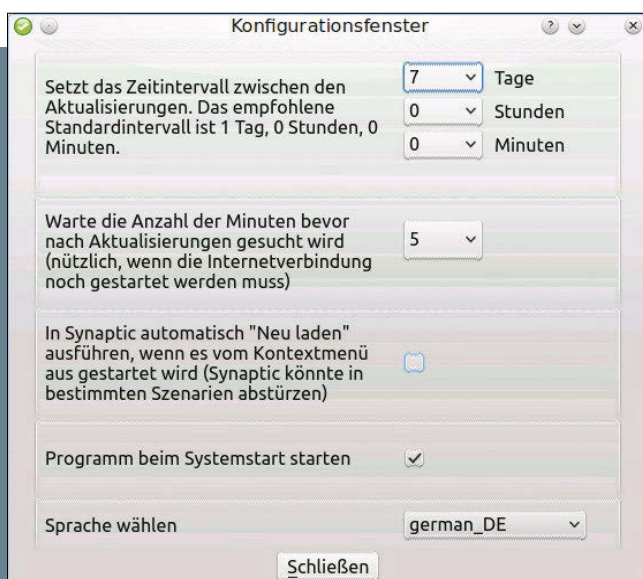 Konfigurationsfenster
Setzt das Zeitintervall zwischen den
Aktualisierungen. Das empfohlene
Standardintervall ist 1 Tag, 0 Stunden, 0
Minuten.
7 Tage
0 Stunden
0 Minuten
Warte die Anzahl der Minuten bevor
nach Aktualisierungen gesucht wird
(nützlich, wenn die Internetverbindung
noch gestartet werden muss)
5
In Synaptic automatisch "Neu laden"
ausführen, wenn es vom Kontextmenü
aus gestartet wird (Synaptic könnte in
bestimmten Szenarien abstürzen)
Programm beim Systemstart starten
Sprache wählen
german_DE
Schließen